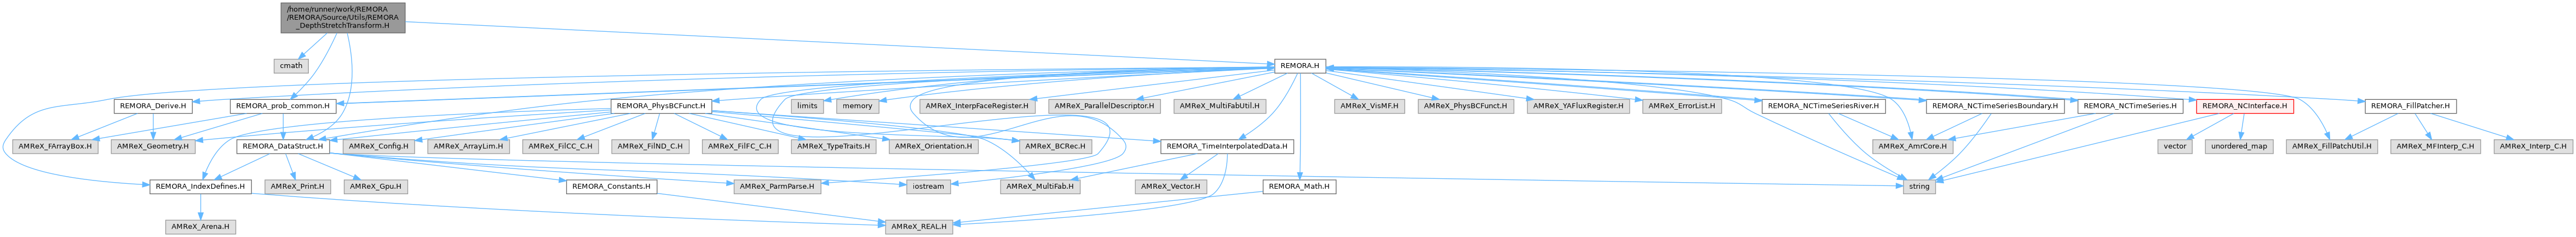 /home/runner/work/REMORA
/REMORA/Source/Utils/REMORA
_DepthStretchTransform.H
cmath
REMORA.H
REMORA_Derive.H
REMORA_prob_common.H
REMORA_PhysBCFunct.H
limits
memory
AMReX_InterpFaceRegister.H
AMReX_ParallelDescriptor.H
AMReX_MultiFabUtil.H
AMReX_VisMF.H
AMReX_PhysBCFunct.H
AMReX_YAFluxRegister.H
AMReX_ErrorList.H
REMORA_NCTimeSeriesRiver.H
REMORA_NCTimeSeriesBoundary.H
REMORA_NCTimeSeries.H
REMORA_NCInterface.H
REMORA_FillPatcher.H
AMReX_FArrayBox.H
AMReX_Geometry.H
REMORA_DataStruct.H
AMReX_Config.H
AMReX_ArrayLim.H
AMReX_FilCC_C.H
AMReX_FilND_C.H
AMReX_FilFC_C.H
AMReX_TypeTraits.H
AMReX_Orientation.H
AMReX_BCRec.H
REMORA_TimeInterpolatedData.H
AMReX_AmrCore.H
vector
unordered_map
AMReX_FillPatchUtil.H
AMReX_MFInterp_C.H
AMReX_Interp_C.H
REMORA_IndexDefines.H
AMReX_Print.H
AMReX_Gpu.H
REMORA_Constants.H
AMReX_ParmParse.H
iostream
AMReX_MultiFab.H
AMReX_Vector.H
REMORA_Math.H
string
AMReX_Arena.H
AMReX_REAL.H